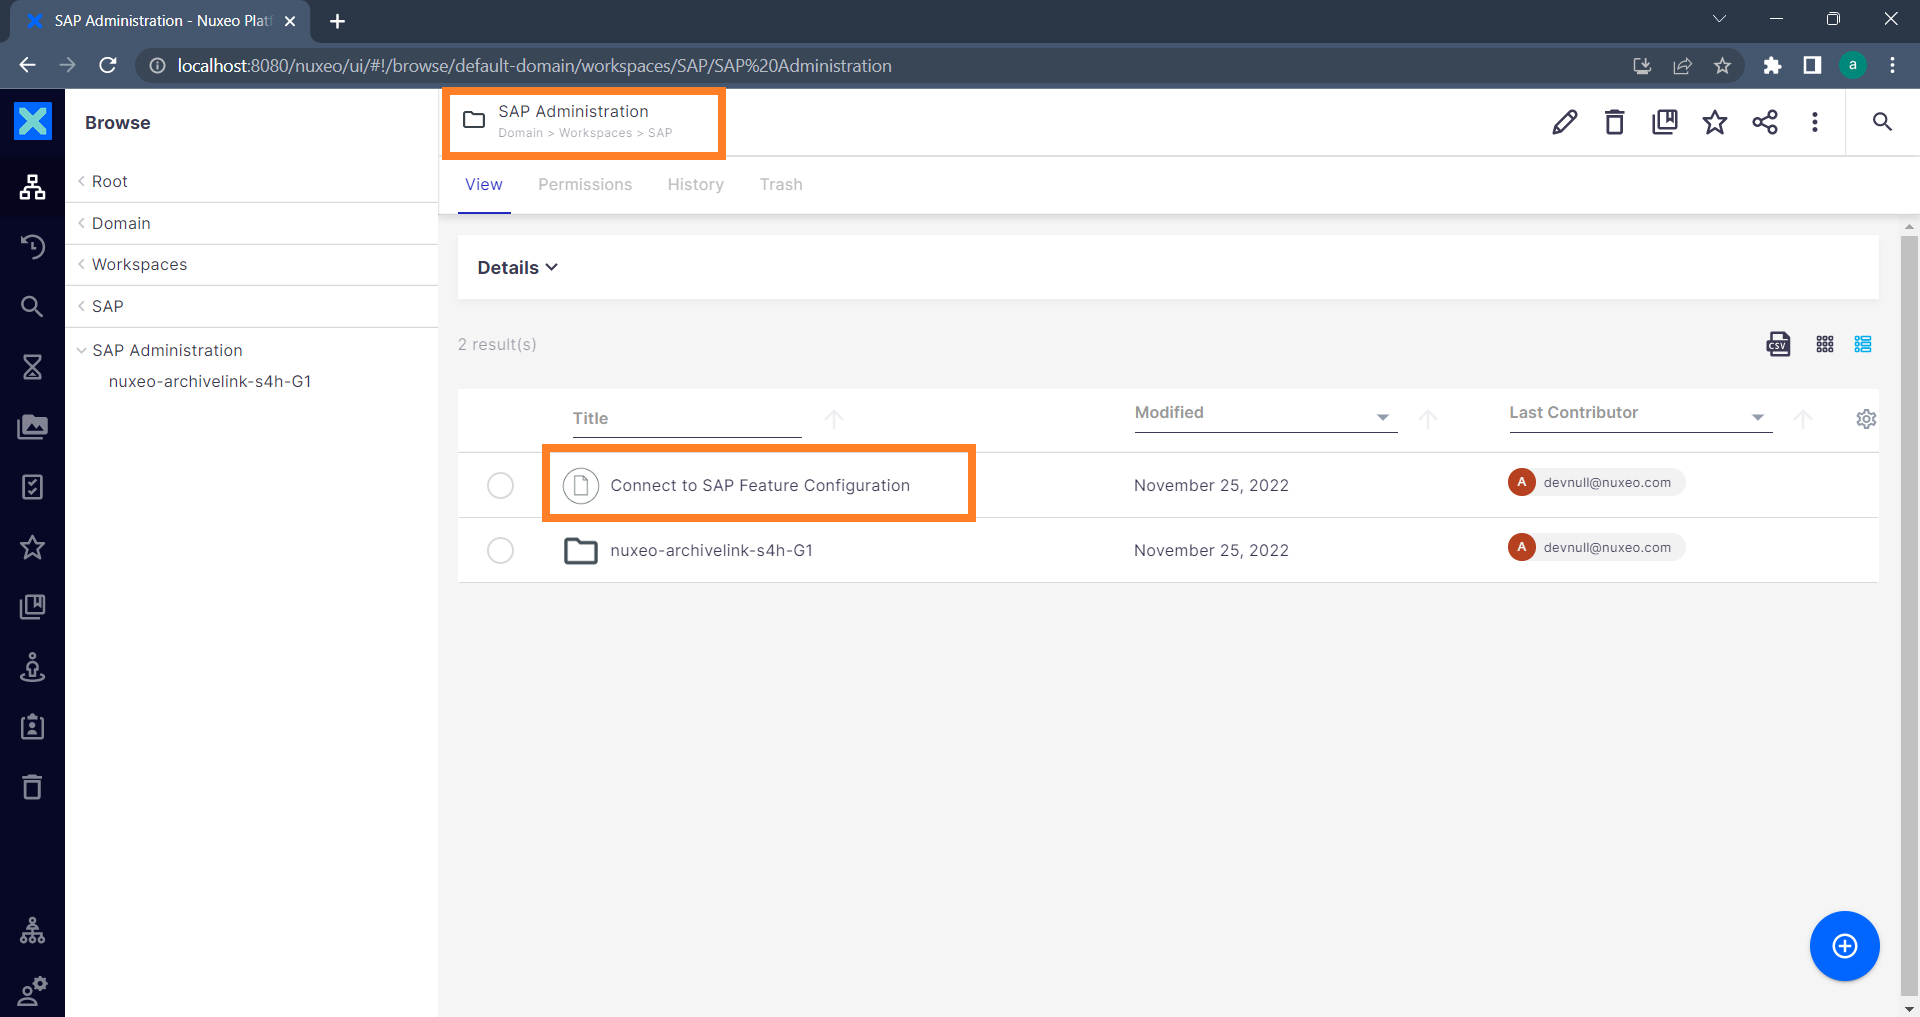 SAP Administration - Nuxeo Platf
localhost:8080/nuxeo/ui/#!/browse/default-domain/workspaces/SAP/SAP%20Administration
a
Browse
Root
Domain
Workspaces
SAP
SAP Administration
nuxeo-archivelink-s4h-G1
SAP Administration
Domain > Workspaces > SAP
View Permissions History Trash
Details
2 result(s)
CSV
Title Modified Last Contributor
Connect to SAP Feature Configuration November 25, 2022 A devnull@nuxeo.com
nuxeo-archivelink-s4h-G1 November 25, 2022 A devnull@nuxeo.com